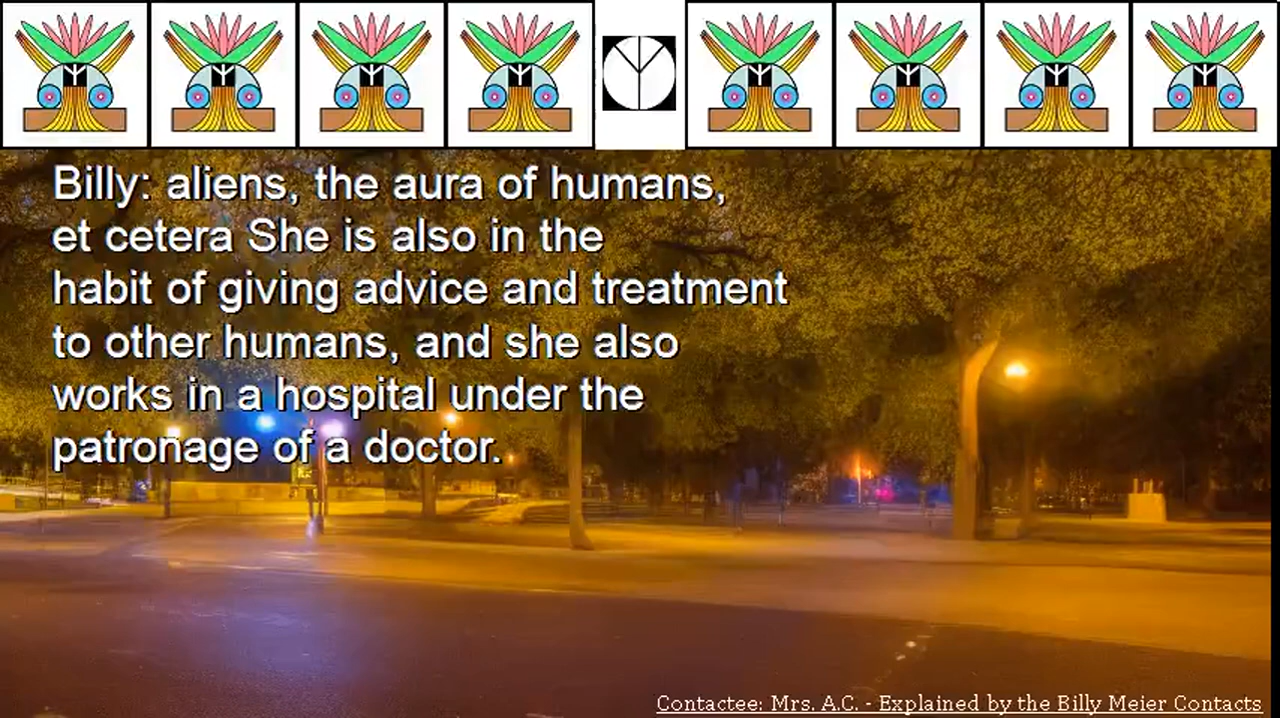 Billy: aliens, the aura of humans,
et cetera She is also in the
habit of giving advice and treatment
to other humans, and she also
works in a hospital under the
patronage of a doctor.
Contactee: Mrs. A.C. - Explained by the Billy Meier Contacts